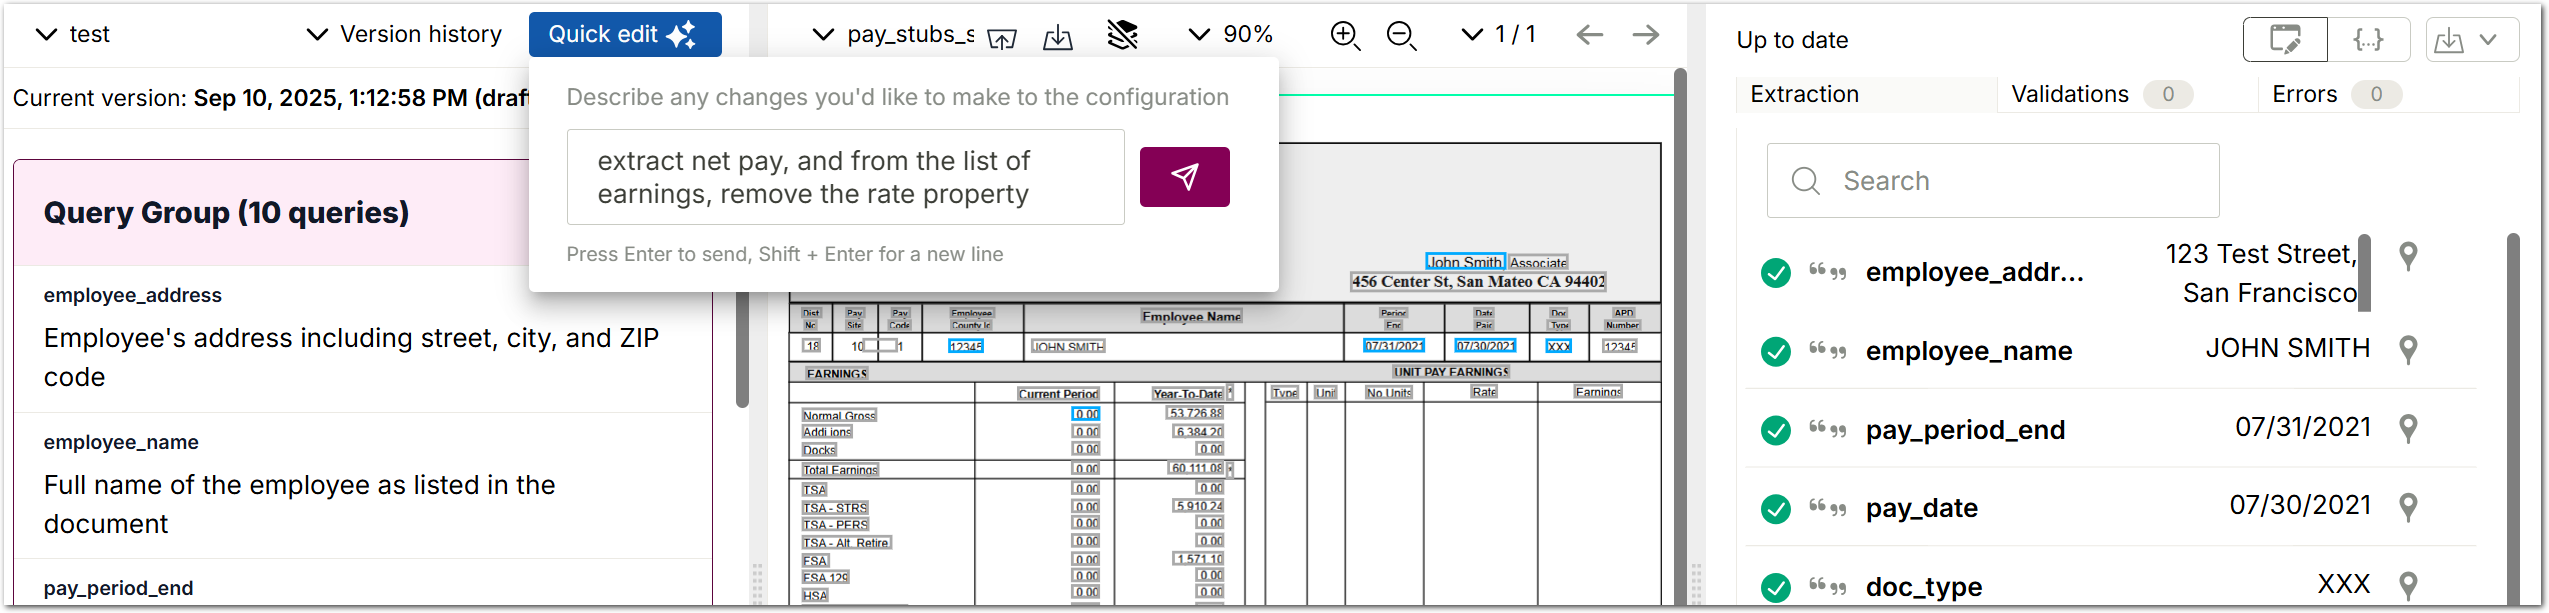 test
Version history
Quick edit
Current version: Sep 10, 2025, 1:12:58 PM (draf
Query Group (10 queries)
employee_address
Employee's address including street, city, and ZIP
code
employee_name
Full name of the employee as listed in the
document
pay_period_end
Describe any changes you'd like to make to the configuration
extract net pay, and from the list of
earnings, remove the rate property
Press Enter to send, Shift + Enter for a new line
pay_stubs_s
90%
1 / 1
John Smith Associate
456 Center St, San Mateo CA 94402
Dist Pay Pay Employee Employee Name Period Date Doc APD
No Site Code County Id End Paid Type Number
18 10 1 12345 JOHN SMITH 07/31/2021 07/30/2021 XXX 12345
EARNINGS UNIT PAY EARNINGS
Current Period Year-To-Date Type Unit No.Units Rate Earnings
Normal Gross 0.00 53,726.88
Addi ions 0.00 6,384.20
Docks 0.00 0.00
Total Earnings 0.00 60,111.08
TSA 0.00 0.00
TSA - STRS 0.00 5,910.24
TSA - PERS 0.00 0.00
TSA - Alt. Retire. 0.00 0.00
FSA 0.00 1,571.10
FSA 129 0.00 0.00
HSA 0.00 0.00
Up to date
{...}
Extraction
Validations 0
Errors 0
Search
employee_addr... 123 Test Street,
San Francisco
employee_name JOHN SMITH
pay_period_end 07/31/2021
pay_date 07/30/2021
doc_type XXX